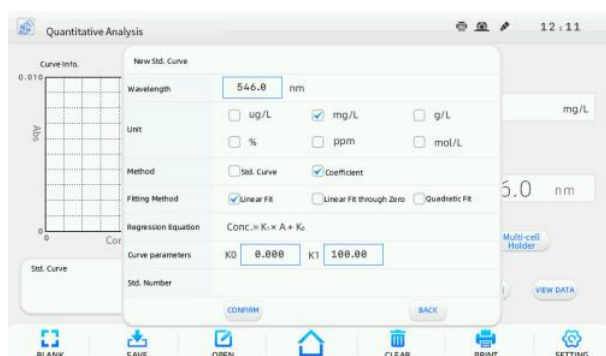 Quantitative Analysis
12:11
Curve Info.
0.010
Abs
0
0
Cor
Std. Curve
New Std. Curve
Wavelength 546.0 nm
Unit
ug/L mg/L g/L
% ppm mol/L
Method Std. Curve Coefficient
Fitting Method Linear Fit Linear Fit through Zero Quadratic Fit
Regression Equation Conc.= K₁× A + K₀
Curve parameters K0 0.000 K1 100.00
Std. Number
CONFIRM BACK
mg/L
6.0 nm
Multi-cell
Holder
VIEW DATA
BLANK SAVE OPEN CLEAR PRINT SETTING